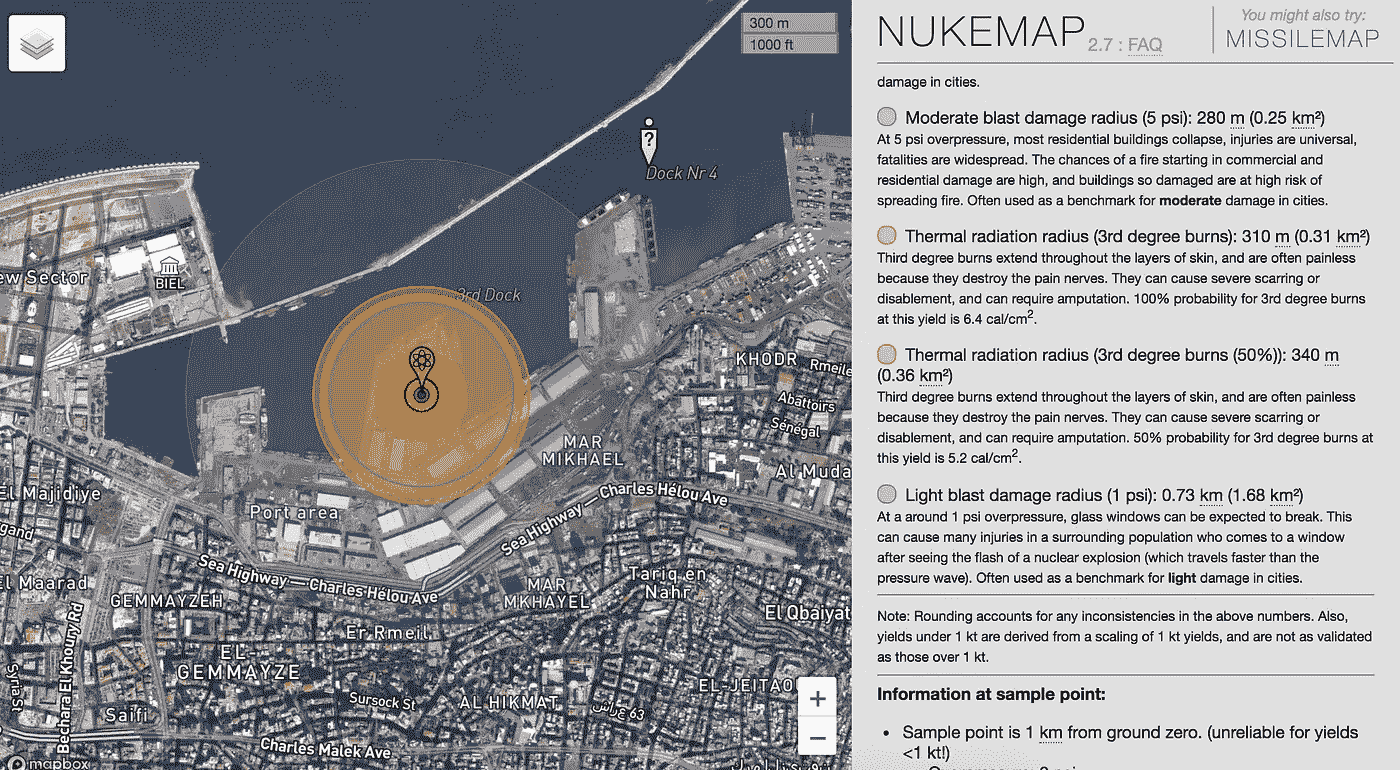 300 m
1000 ft
Dock Nr 4
3rd Dock
ew Sector
BIEL
KHODR
Rmeile
Abattoirs
Sénégal
MAR
MIKHAEL
Al Muda
El Majidiye
Port area
Charles Hélou Ave
gand
Sea Highway — Charles Hélou Ave
Sea Highway
El Maarad
GEMMAYZEH
MAR
MKHAYEL
Tariq en
Nahr
El Qbaiyat
Er Rmeil
EL-
GEMMAYZE
Bechara El Khoury Rd
Syria St
Sursock St
AL HIKMAT
EL-JEITAO
Saifi
Charles Malek Ave
mapbox
+
−
NUKEMAP 2.7 : FAQ
You might also try:
MISSILEMAP
damage in cities.
Moderate blast damage radius (5 psi): 280 m (0.25 km²)
At 5 psi overpressure, most residential buildings collapse, injuries are universal,
fatalities are widespread. The chances of a fire starting in commercial and
residential damage are high, and buildings so damaged are at high risk of
spreading fire. Often used as a benchmark for moderate damage in cities.
Thermal radiation radius (3rd degree burns): 310 m (0.31 km²)
Third degree burns extend throughout the layers of skin, and are often painless
because they destroy the pain nerves. They can cause severe scarring or
disablement, and can require amputation. 100% probability for 3rd degree burns
at this yield is 6.4 cal/cm².
Thermal radiation radius (3rd degree burns (50%)): 340 m
(0.36 km²)
Third degree burns extend throughout the layers of skin, and are often painless
because they destroy the pain nerves. They can cause severe scarring or
disablement, and can require amputation. 50% probability for 3rd degree burns at
this yield is 5.2 cal/cm².
Light blast damage radius (1 psi): 0.73 km (1.68 km²)
At a around 1 psi overpressure, glass windows can be expected to break. This
can cause many injuries in a surrounding population who comes to a window
after seeing the flash of a nuclear explosion (which travels faster than the
pressure wave). Often used as a benchmark for light damage in cities.
Note: Rounding accounts for any inconsistencies in the above numbers. Also,
yields under 1 kt are derived from a scaling of 1 kt yields, and are not as validated
as those over 1 kt.
Information at sample point:
• Sample point is 1 km from ground zero. (unreliable for yields
<1 kt!)